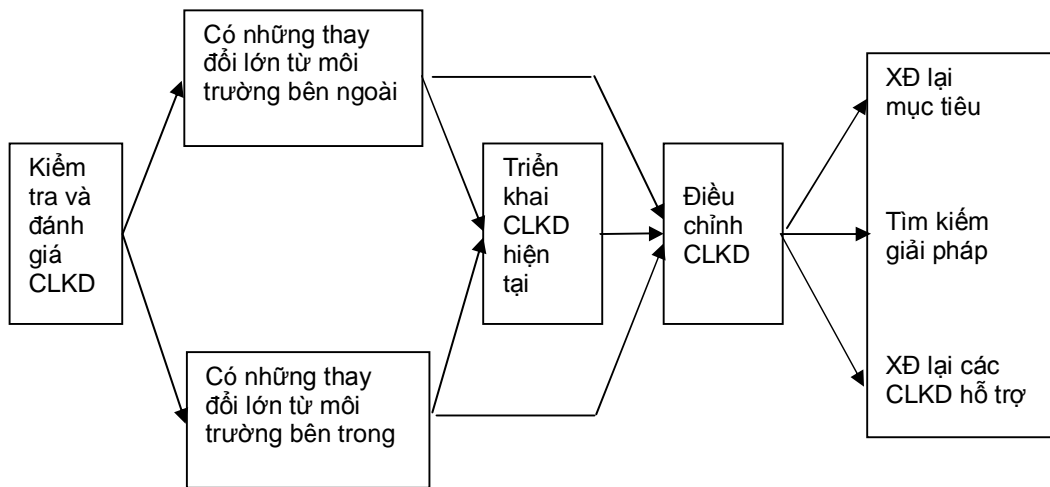 Kiểm
tra và
đánh
giá
CLKD
Có những thay
đổi lớn từ môi
trường bên ngoài
Có những thay
đổi lớn từ môi
trường bên trong
Triển
khai
CLKD
hiện
tại
Điều
chỉnh
CLKD
XĐ lại
mục tiêu
Tìm kiếm
giải pháp
XĐ lại các
CLKD hỗ trợ